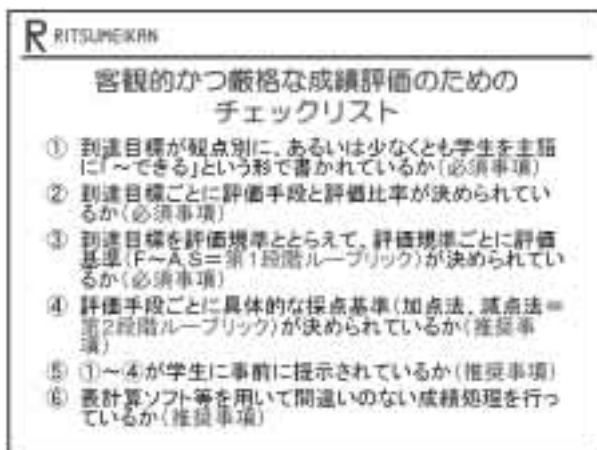 R RITSUMEIKAN
客観的かつ厳格な成績評価のための
チェックリスト
① 到達目標が観点別に、あるいは少なくとも学生を主語
に「～できる」という形で書かれているか(必須事項)
② 到達目標ごとに評価手段と評価比率が決められてい
るか(必須事項)
③ 到達目標を評価規準ととらえて、評価規準ごとに評価
基準(F～A,S=第1段階ルーブリック)が決められてい
るか(必須事項)
④ 評価手段ごとに具体的な採点基準(加点法、減点法=
第2段階ルーブリック)が決められているか(推奨事
項)
⑤ ①～④が学生に事前に提示されているか(推奨事項)
⑥ 表計算ソフト等を用いて間違いのない成績処理を行っ
ているか(推奨事項)